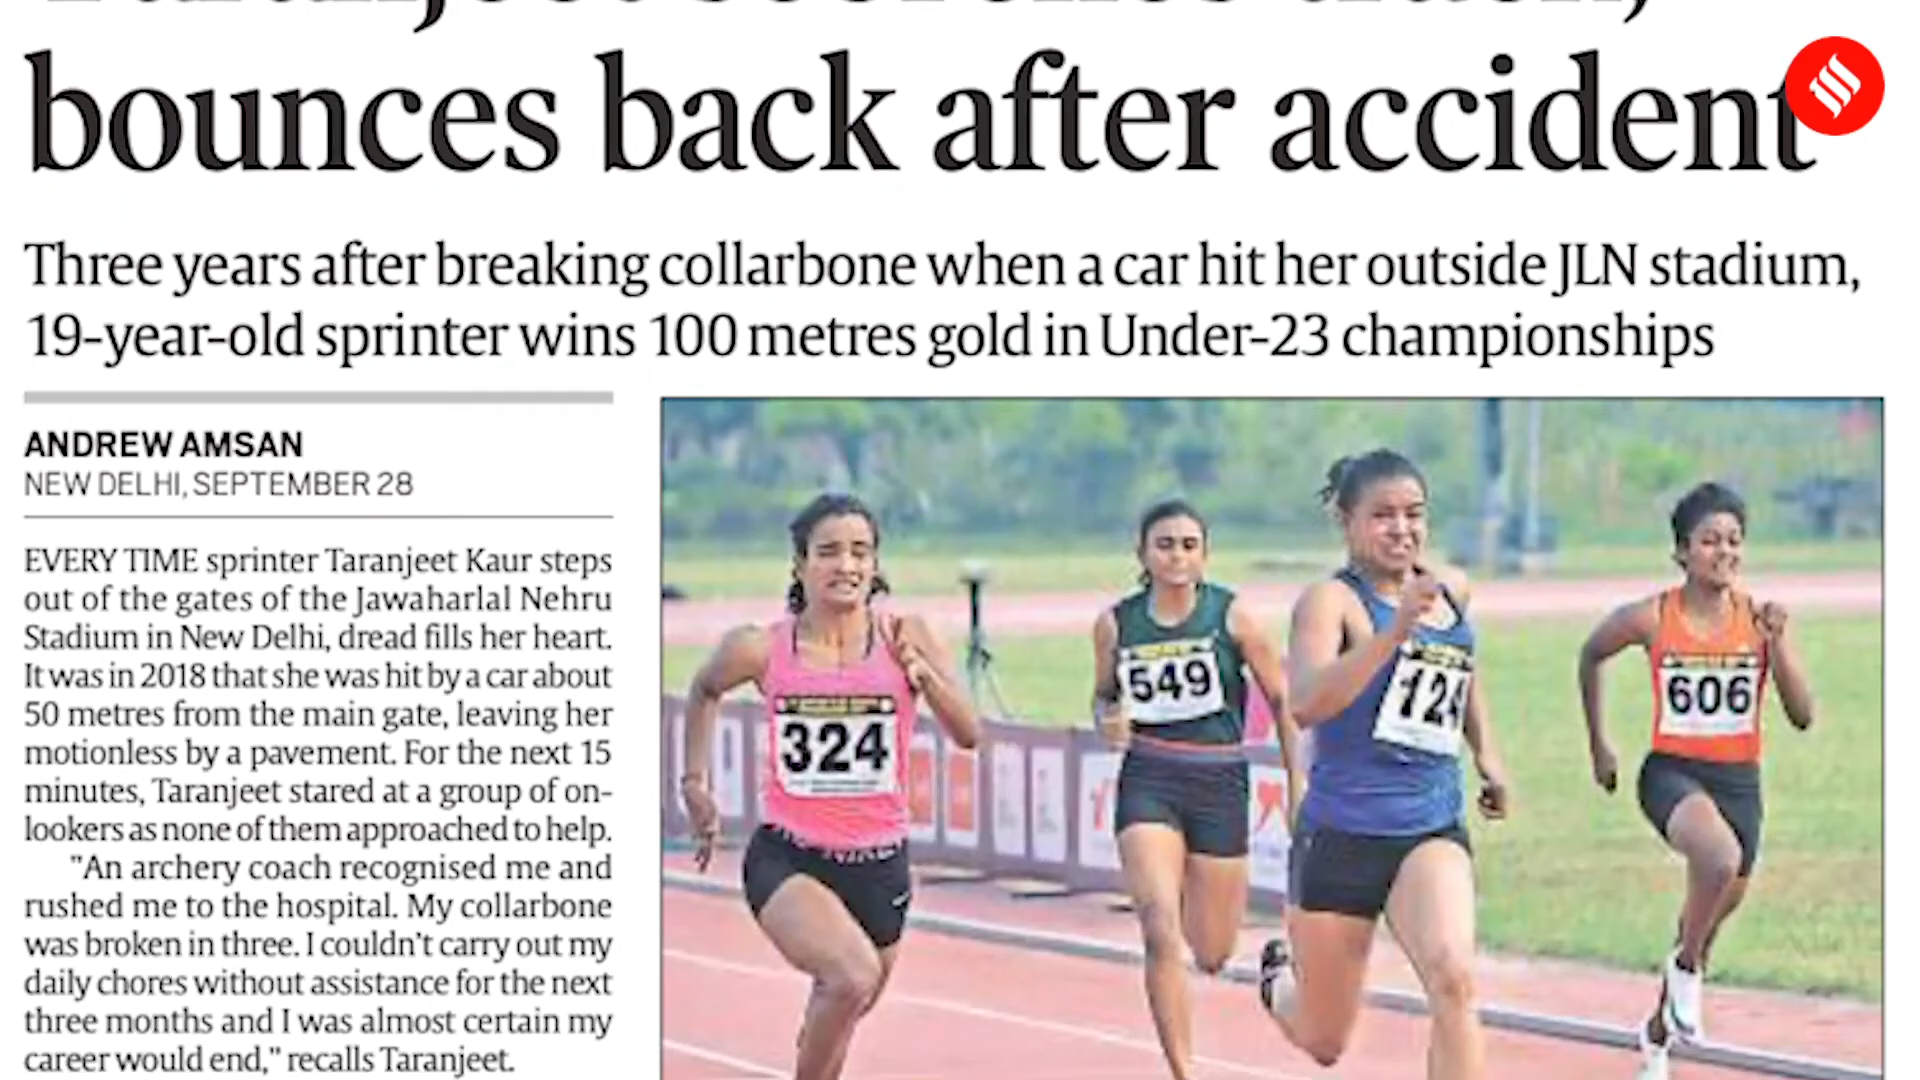 bounces back after accident
Three years after breaking collarbone when a car hit her outside JLN stadium,
19-year-old sprinter wins 100 metres gold in Under-23 championships
ANDREW AMSAN
NEW DELHI, SEPTEMBER 28
EVERY TIME sprinter Taranjeet Kaur steps
out of the gates of the Jawaharlal Nehru
Stadium in New Delhi, dread fills her heart.
It was in 2018 that she was hit by a car about
50 metres from the main gate, leaving her
motionless by a pavement. For the next 15
minutes, Taranjeet stared at a group of on-
lookers as none of them approached to help.
"An archery coach recognised me and
rushed me to the hospital. My collarbone
was broken in three. I couldn't carry out my
daily chores without assistance for the next
three months and I was almost certain my
career would end," recalls Taranjeet.
324
549
124
606